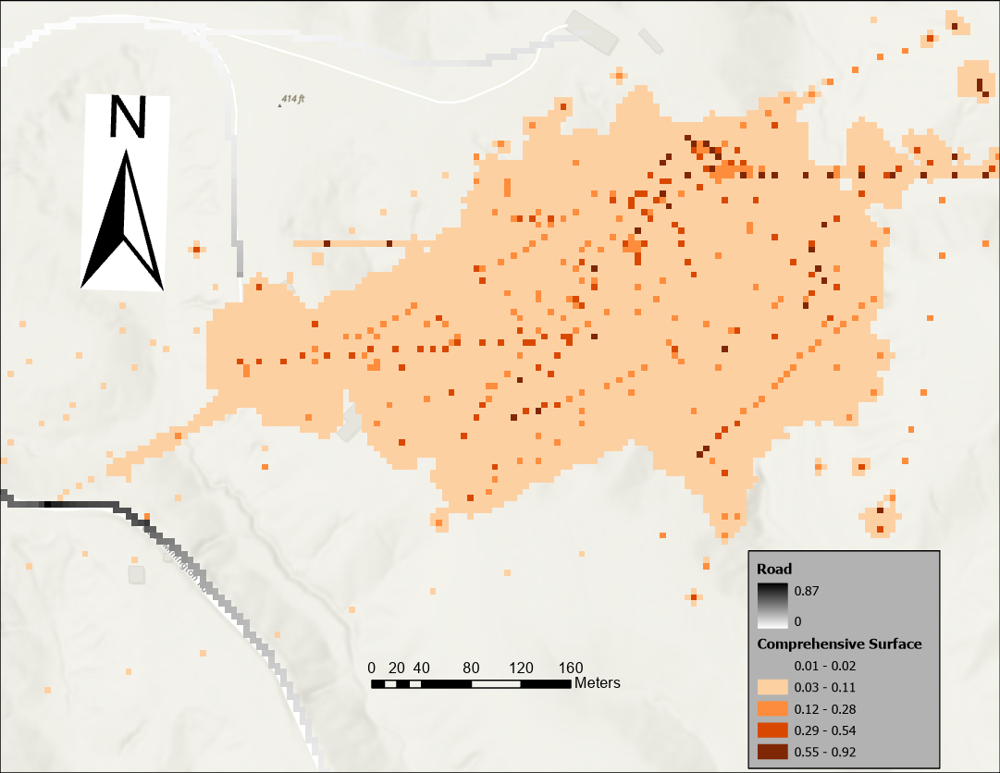 414 ft
N
Road
0.87
0
Comprehensive Surface
0.01 - 0.02
0.03 - 0.11
0.12 - 0.28
0.29 - 0.54
0.55 - 0.92
0 20 40 80 120 160
Meters